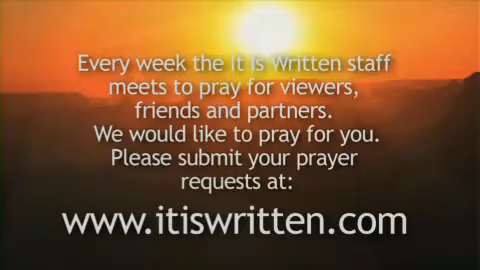 Every week the It Is Written staff
meets to pray for viewers,
friends and partners.
We would like to pray for you.
Please submit your prayer
requests at:
www.itiswritten.com